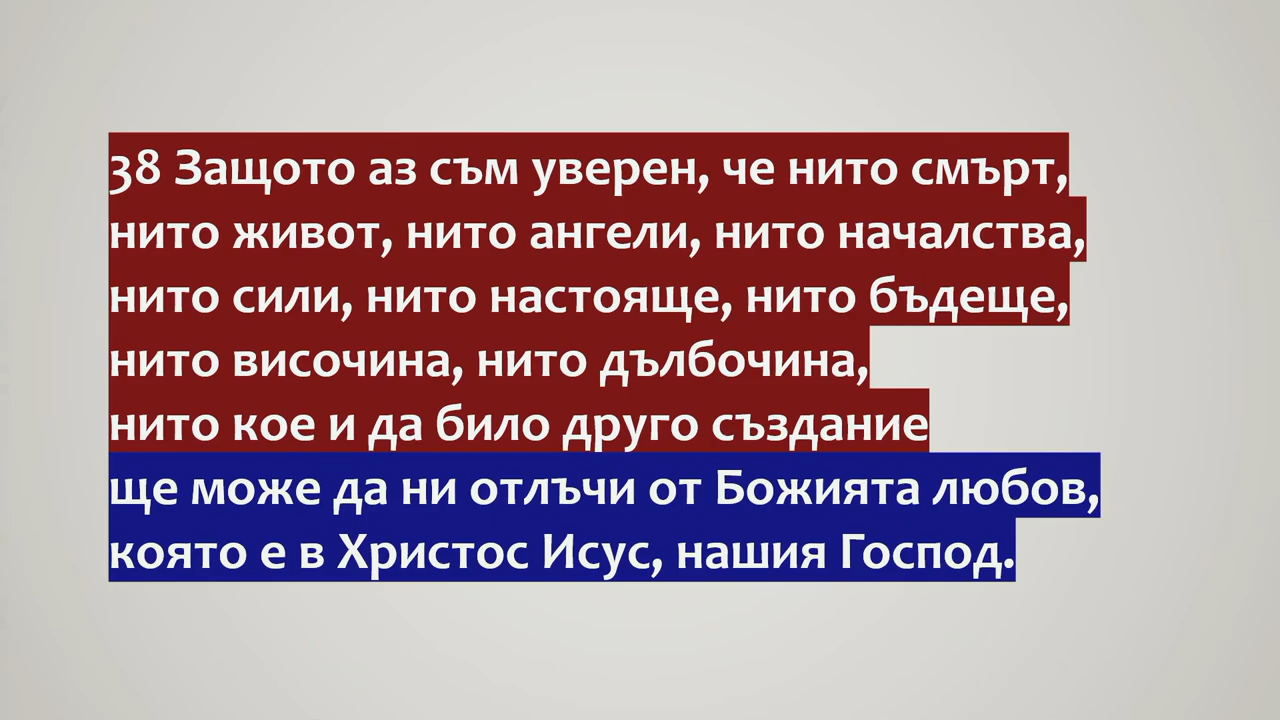 38 Защото аз съм уверен, че нито смърт,
нито живот, нито ангели, нито началства,
нито сили, нито настояще, нито бъдеще,
нито височина, нито дълбочина,
нито кое и да било друго създание
ще може да ни отлъчи от Божията любов,
която е в Христос Исус, нашия Господ.